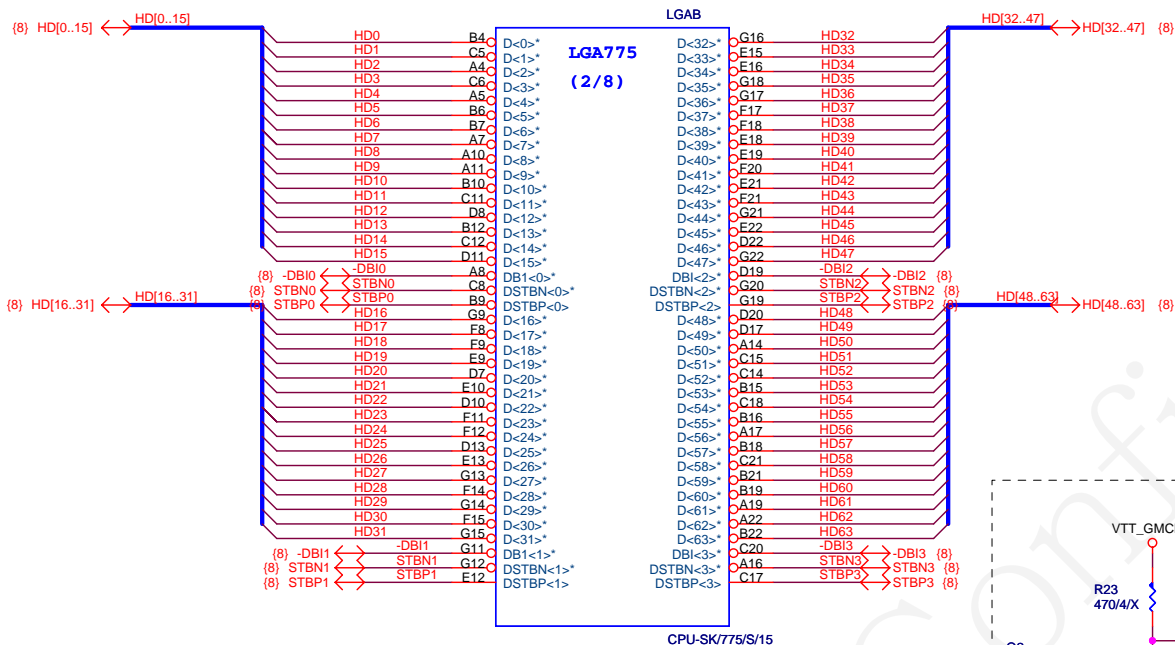 LGAB
{8} HD[0..15] HD[0..15] HD[32..47] HD[32..47] {8}
LGA775
(2/8)
HD0 B4 D<0>* D<32>* G16 HD32
HD1 C5 D<1>* D<33>* E15 HD33
HD2 A4 D<2>* D<34>* E16 HD34
HD3 C6 D<3>* D<35>* G18 HD35
HD4 A5 D<4>* D<36>* G17 HD36
HD5 B6 D<5>* D<37>* F17 HD37
HD6 B7 D<6>* D<38>* F18 HD38
HD7 A7 D<7>* D<39>* E18 HD39
HD8 A10 D<8>* D<40>* E19 HD40
HD9 A11 D<9>* D<41>* F20 HD41
HD10 B10 D<10>* D<42>* E21 HD42
HD11 C11 D<11>* D<43>* F21 HD43
HD12 D8 D<12>* D<44>* G21 HD44
HD13 B12 D<13>* D<45>* E22 HD45
HD14 C12 D<14>* D<46>* D22 HD46
HD15 D11 D<15>* D<47>* G22 HD47
{8} -DBI0 -DBI0 A8 DB1<0>* DBI<2>* D19 -DBI2 -DBI2 {8}
{8} STBN0 STBN0 C8 DSTBN<0>* DSTBN<2>* G20 STBN2 STBN2 {8}
{8} STBP0 STBP0 B9 DSTBP<0> DSTBP<2> G19 STBP2 STBP2 {8}
{8} HD[16..31] HD[16..31] HD[48..63] HD[48..63] {8}
HD16 G9 D<16>* D<48>* D20 HD48
HD17 F8 D<17>* D<49>* D17 HD49
HD18 F9 D<18>* D<50>* A14 HD50
HD19 E9 D<19>* D<51>* C15 HD51
HD20 D7 D<20>* D<52>* C14 HD52
HD21 E10 D<21>* D<53>* B15 HD53
HD22 D10 D<22>* D<54>* C18 HD54
HD23 F11 D<23>* D<55>* B16 HD55
HD24 F12 D<24>* D<56>* A17 HD56
HD25 D13 D<25>* D<57>* B18 HD57
HD26 E13 D<26>* D<58>* C21 HD58
HD27 G13 D<27>* D<59>* B21 HD59
HD28 F14 D<28>* D<60>* B19 HD60
HD29 G14 D<29>* D<61>* A19 HD61
HD30 F15 D<30>* D<62>* A22 HD62
HD31 G15 D<31>* D<63>* B22 HD63
{8} -DBI1 -DBI1 G11 DB1<1>* DBI<3>* C20 -DBI3 -DBI3 {8}
{8} STBN1 STBN1 G12 DSTBN<1>* DSTBN<3>* A16 STBN3 STBN3 {8}
{8} STBP1 STBP1 E12 DSTBP<1> DSTBP<3> C17 STBP3 STBP3 {8}
CPU-SK/775/S/15
VTT_GMC
R23
470/4/X
Conf